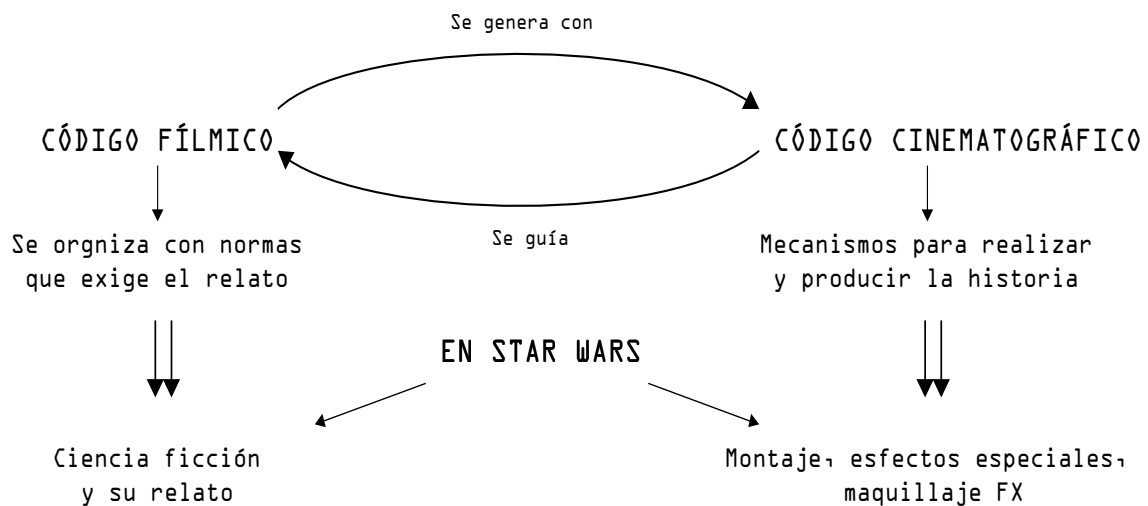 Se genera con
CÓDIGO FÍLMICO
CÓDIGO CINEMATOGRÁFICO
Se guía
Se orgniza con normas
que exige el relato
Mecanismos para realizar
y producir la historia
EN STAR WARS
Ciencia ficción
y su relato
Montaje, esfectos especiales,
maquillaje FX